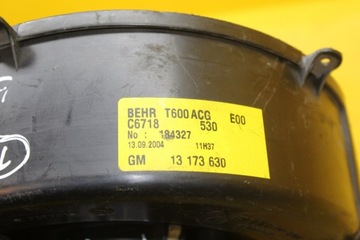 BEHR T600 ACG E00
C6718 530
No : 184327
13.09.2004 11H37
GM 13 173 630